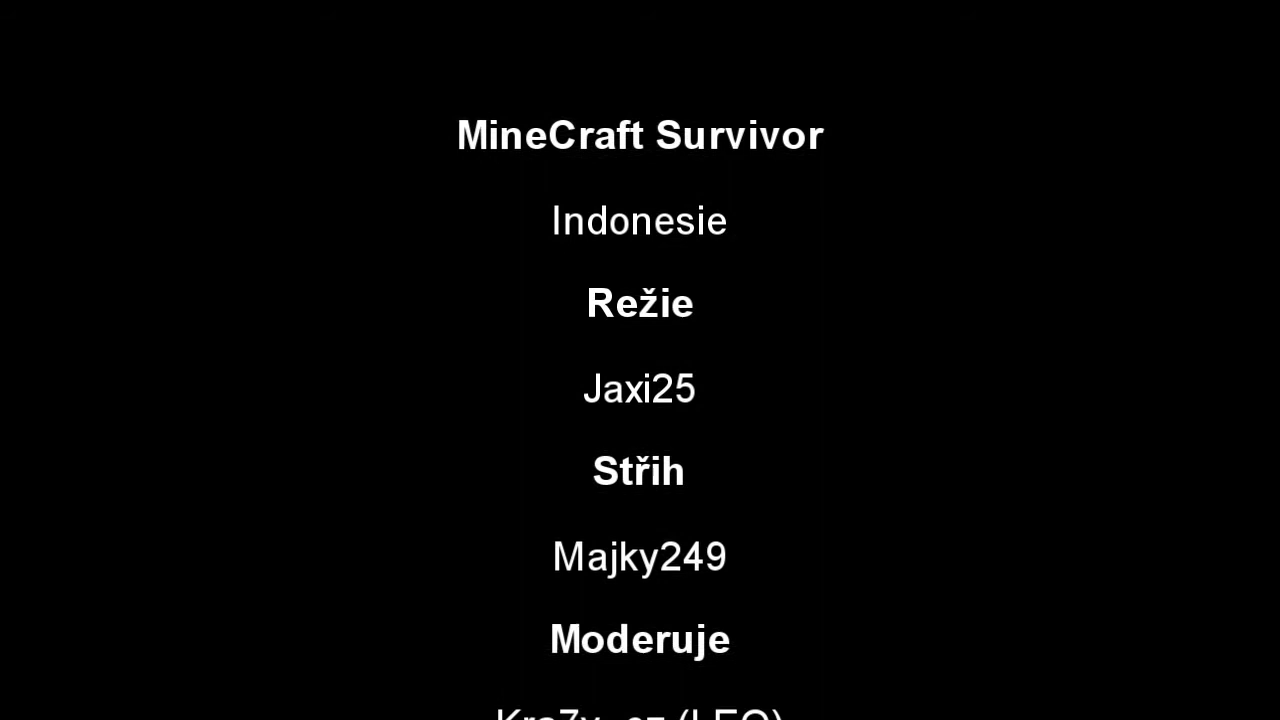 MineCraft Survivor
Indonesie
Režie
Jaxi25
Střih
Majky249
Moderuje